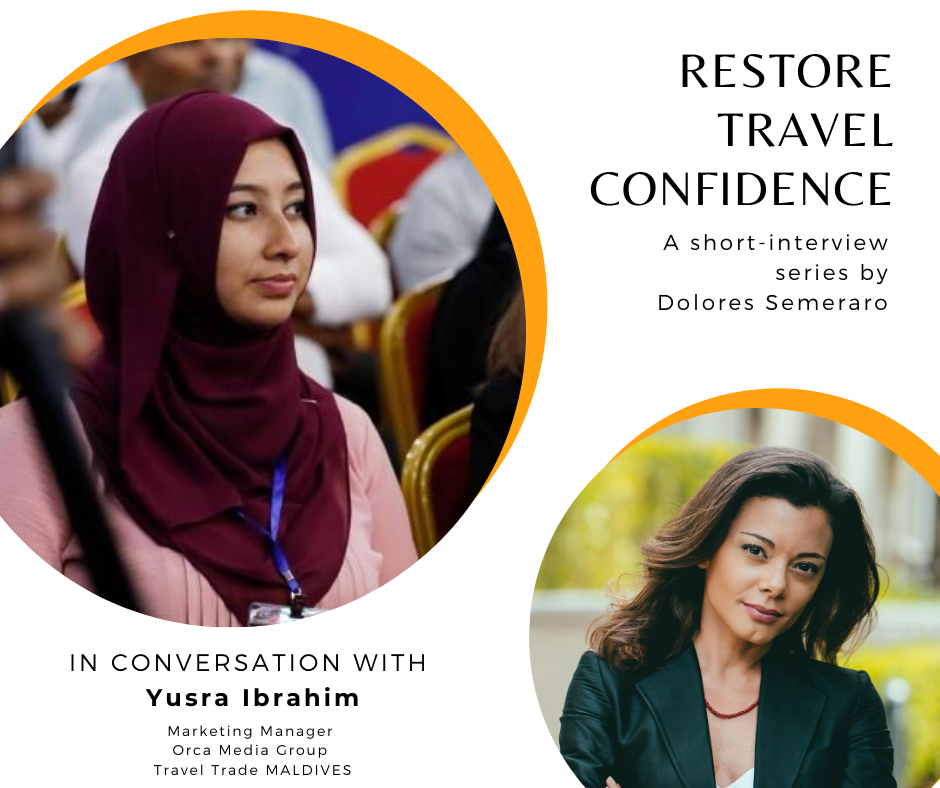 RESTORE
TRAVEL
CONFIDENCE
A short-interview
series by
Dolores Semeraro
IN CONVERSATION WITH
Yusra Ibrahim
Marketing Manager
Orca Media Group
Travel Trade MALDIVES